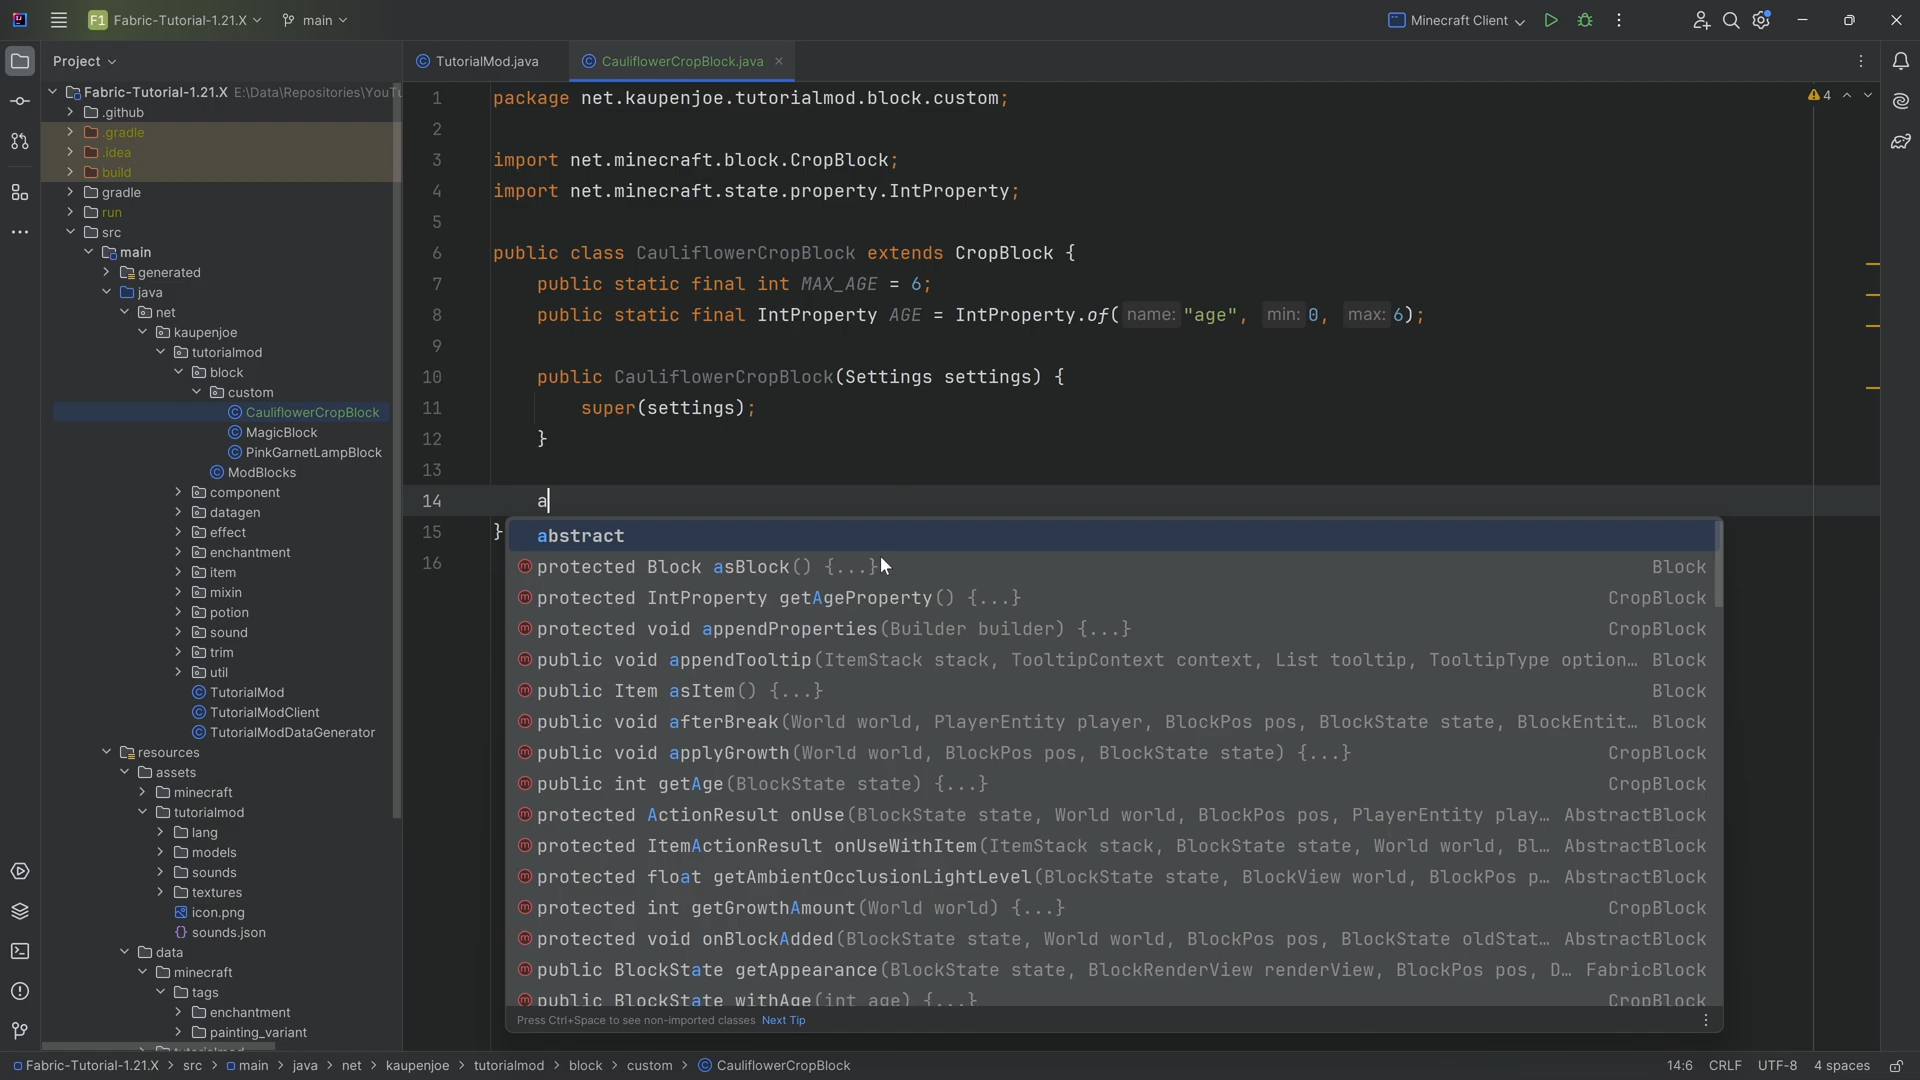 F1 Fabric-Tutorial-1.21.X main
Minecraft Client
Project
TutorialMod.java
CauliflowerCropBlock.java
Fabric-Tutorial-1.21.X E:\Data\Repositories\YouT
.github
.gradle
.idea
build
gradle
run
src
main
generated
java
net
kaupenjoe
tutorialmod
block
custom
CauliflowerCropBlock
MagicBlock
PinkGarnetLampBlock
ModBlocks
component
datagen
effect
enchantment
item
mixin
potion
sound
trim
util
TutorialMod
TutorialModClient
TutorialModDataGenerator
resources
assets
minecraft
tutorialmod
lang
models
sounds
textures
icon.png
sounds.json
data
minecraft
tags
enchantment
painting_variant
4
1 package net.kaupenjoe.tutorialmod.block.custom;
2
3 import net.minecraft.block.CropBlock;
4 import net.minecraft.state.property.IntProperty;
5
6 public class CauliflowerCropBlock extends CropBlock {
7 public static final int MAX_AGE = 6;
8 public static final IntProperty AGE = IntProperty.of( name: "age", min: 0, max: 6);
9
10 public CauliflowerCropBlock(Settings settings) {
11 super(settings);
12 }
13
14 a
15 }
16
abstract
protected Block asBlock() {...} Block
protected IntProperty getAgeProperty() {...} CropBlock
protected void appendProperties(Builder builder) {...} CropBlock
public void appendTooltip(ItemStack stack, TooltipContext context, List tooltip, TooltipType option… Block
public Item asItem() {...} Block
public void afterBreak(World world, PlayerEntity player, BlockPos pos, BlockState state, BlockEntit… Block
public void applyGrowth(World world, BlockPos pos, BlockState state) {...} CropBlock
public int getAge(BlockState state) {...} CropBlock
protected ActionResult onUse(BlockState state, World world, BlockPos pos, PlayerEntity play… AbstractBlock
protected ItemActionResult onUseWithItem(ItemStack stack, BlockState state, World world, Bl… AbstractBlock
protected float getAmbientOcclusionLightLevel(BlockState state, BlockView world, BlockPos p… AbstractBlock
protected int getGrowthAmount(World world) {...} CropBlock
protected void onBlockAdded(BlockState state, World world, BlockPos pos, BlockState oldStat… AbstractBlock
public BlockState getAppearance(BlockState state, BlockRenderView renderView, BlockPos pos, D… FabricBlock
public BlockState withAge(int age) {...} CropBlock
Press Ctrl+Space to see non-imported classes Next Tip
Fabric-Tutorial-1.21.X > src > main > java > net > kaupenjoe > tutorialmod > block > custom > CauliflowerCropBlock
14:6 CRLF UTF-8 4 spaces